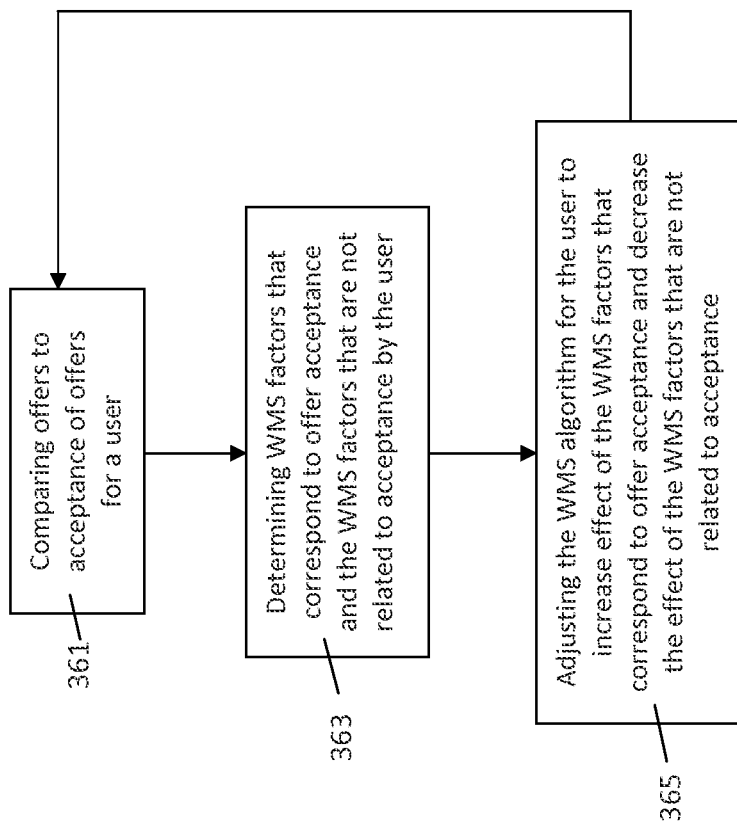 Comparing offers to
acceptance of offers
for a user
361
Determining WMS factors that
correspond to offer acceptance
and the WMS factors that are not
related to acceptance by the user
363
Adjusting the WMS algorithm for the user to
increase effect of the WMS factors that
correspond to offer acceptance and decrease
the effect of the WMS factors that are not
related to acceptance
365